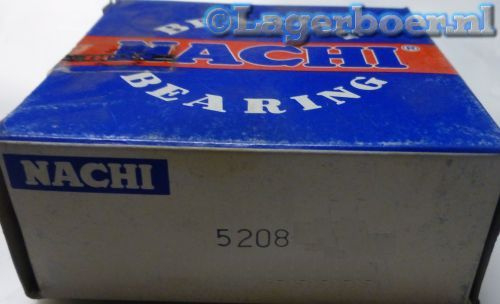 ©Lagerboer.nl
NACHI®
BEARING
NACHI
5208